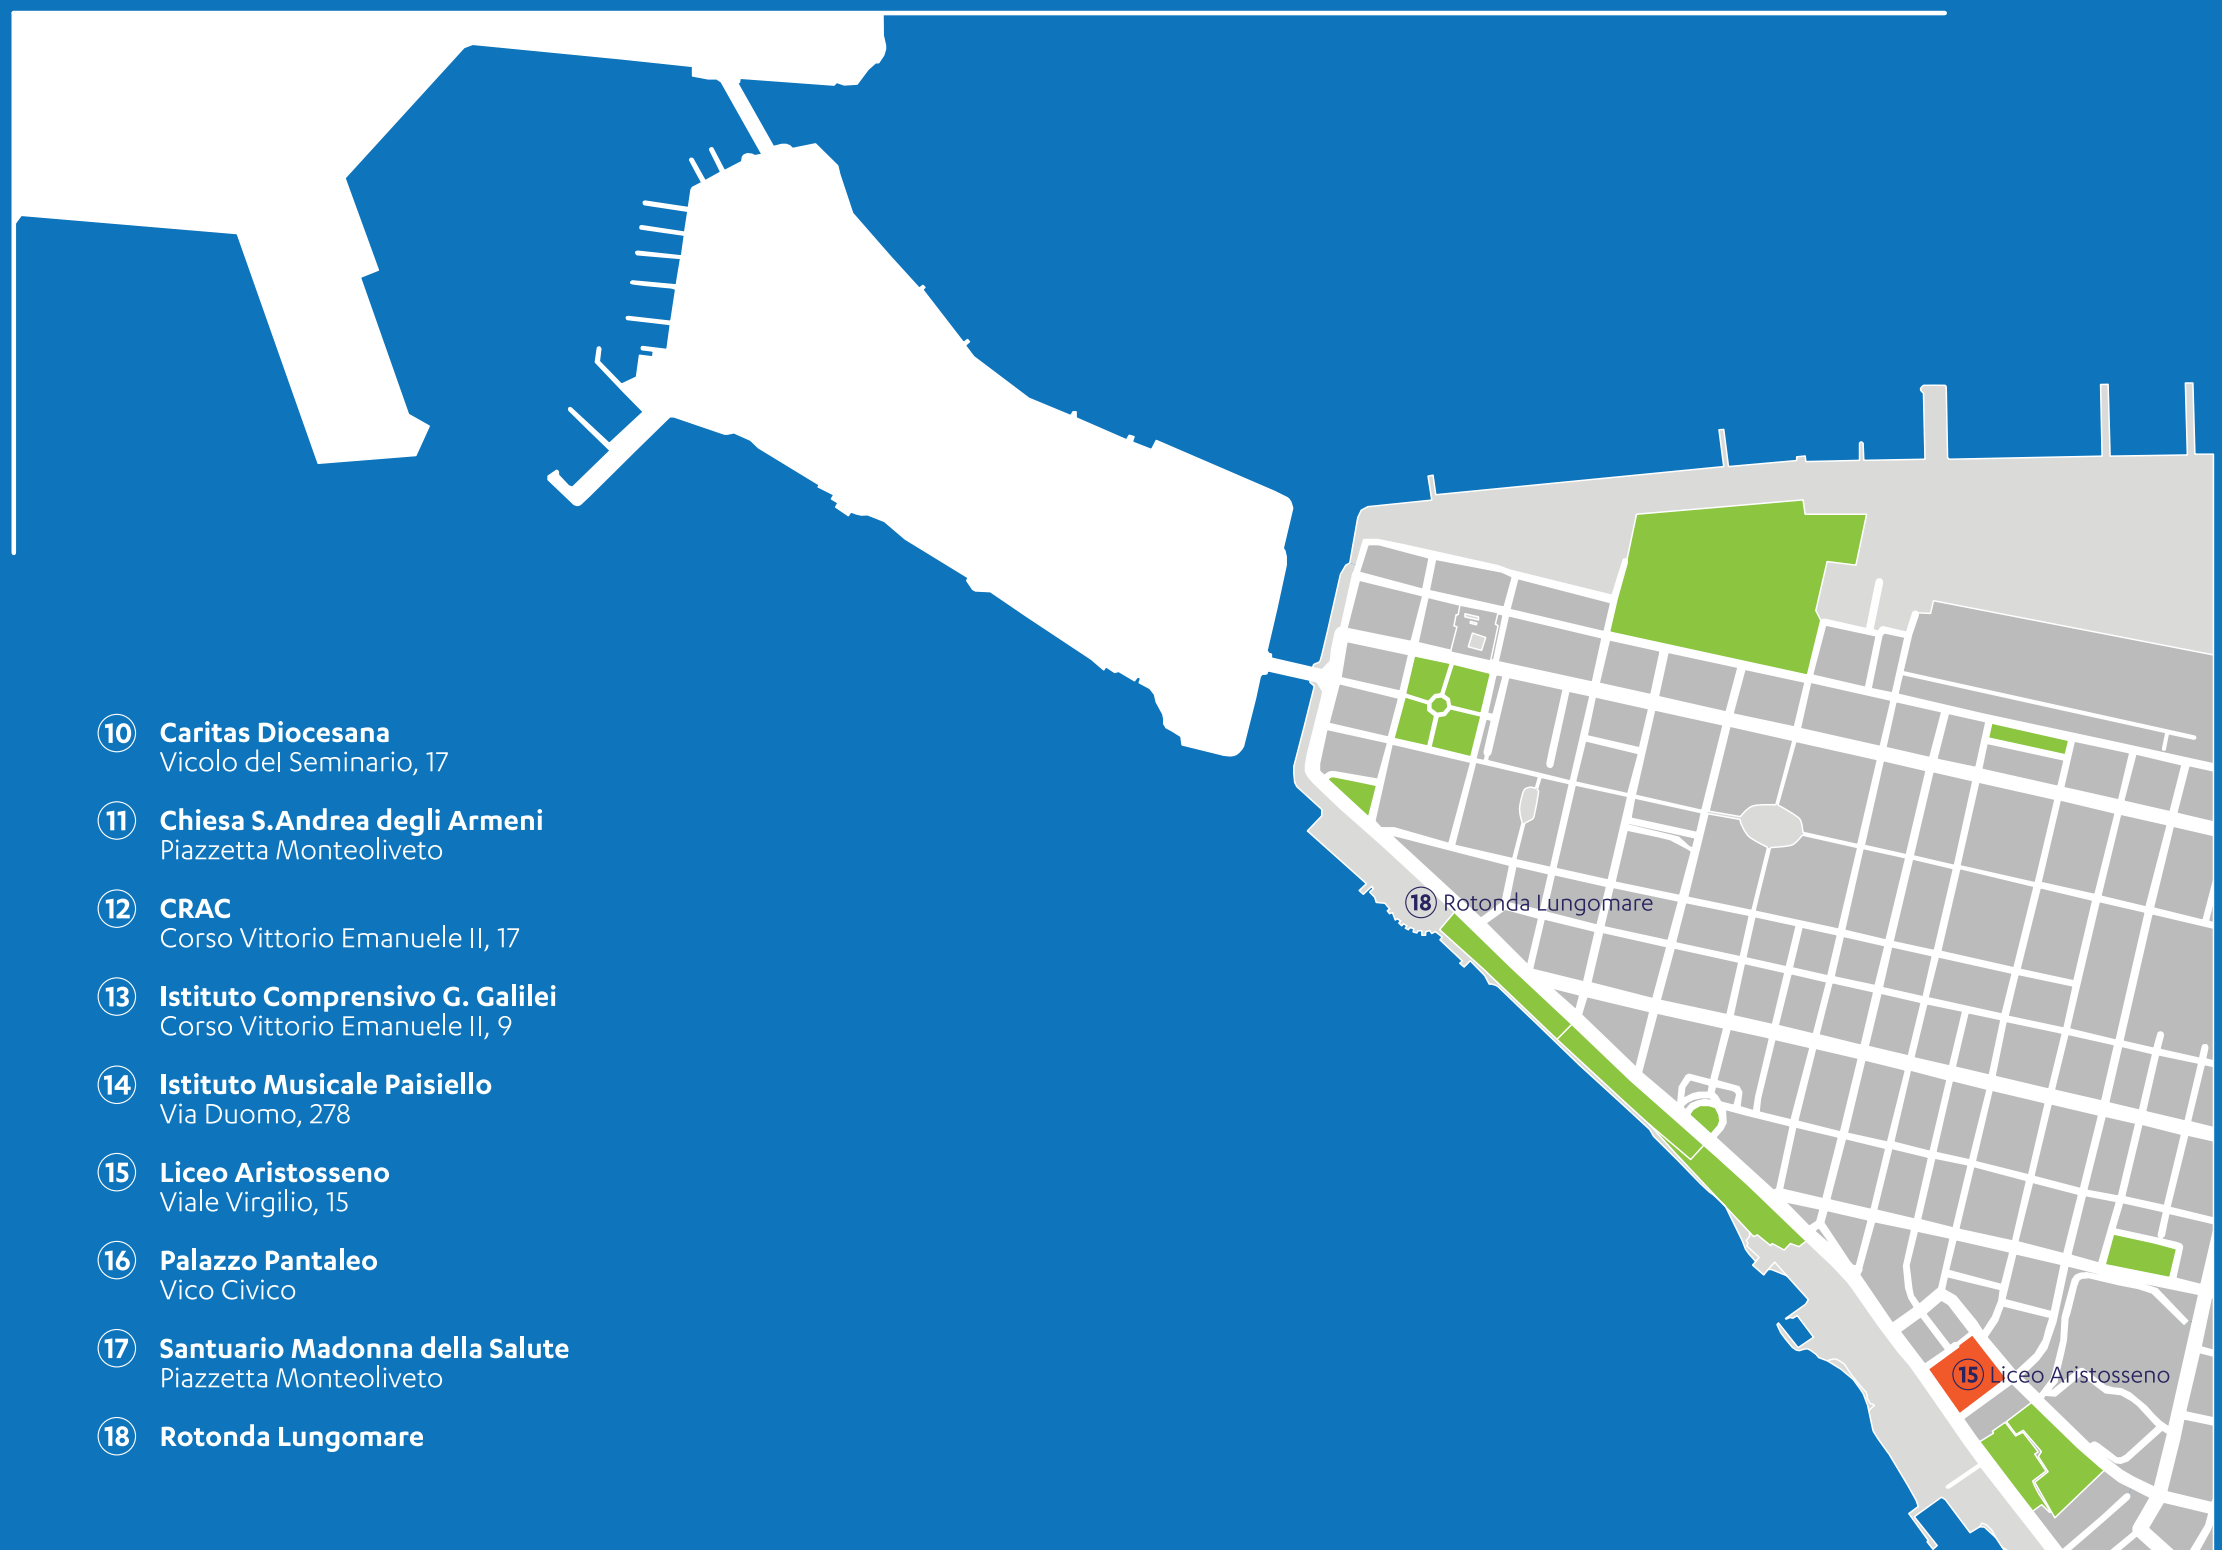 10 Caritas Diocesana
Vicolo del Seminario, 17
11 Chiesa S.Andrea degli Armeni
Piazzetta Monteoliveto
12 CRAC
Corso Vittorio Emanuele II, 17
13 Istituto Comprensivo G. Galilei
Corso Vittorio Emanuele II, 9
14 Istituto Musicale Paisiello
Via Duomo, 278
15 Liceo Aristosseno
Viale Virgilio, 15
16 Palazzo Pantaleo
Vico Civico
17 Santuario Madonna della Salute
Piazzetta Monteoliveto
18 Rotonda Lungomare
18 Rotonda Lungomare
15 Liceo Aristosseno